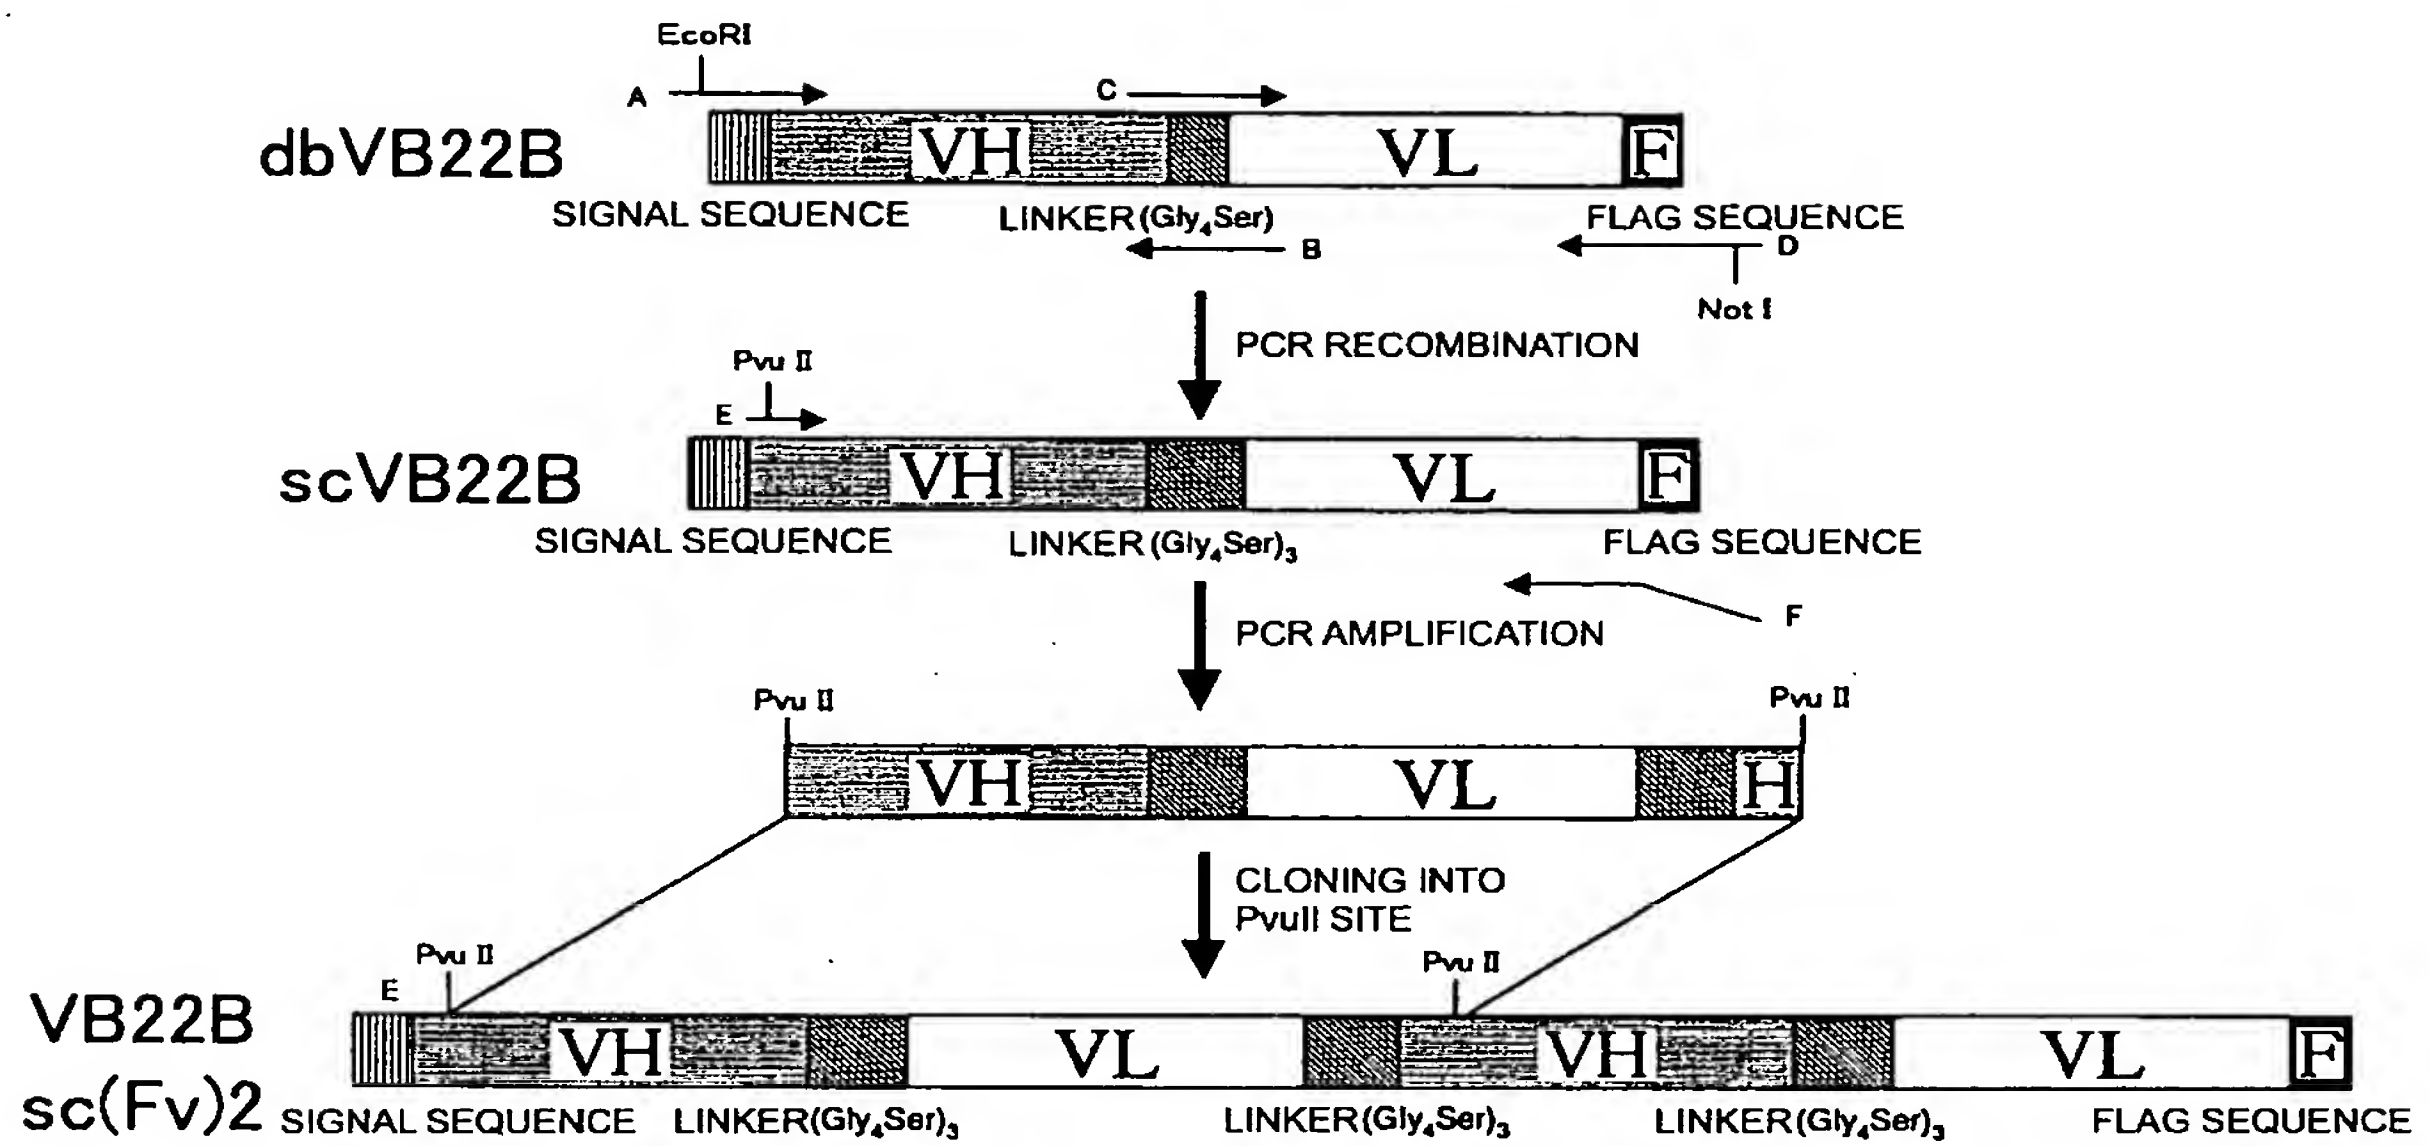 EcoRI
A
C
dbVB22B
VH
VL
F
SIGNAL SEQUENCE
LINKER(Gly₄Ser)
FLAG SEQUENCE
B
D
Not I
PCR RECOMBINATION
Pvu II
E
scVB22B
VH
VL
F
SIGNAL SEQUENCE
LINKER(Gly₄Ser)₃
FLAG SEQUENCE
F
PCR AMPLIFICATION
Pvu II
Pvu II
VH
VL
H
CLONING INTO
PvuII SITE
Pvu II
Pvu II
E
VB22B
sc(Fv)2
VH
VL
VH
VL
F
SIGNAL SEQUENCE
LINKER(Gly₄Ser)₃
LINKER(Gly₄Ser)₃
LINKER(Gly₄Ser)₃
FLAG SEQUENCE